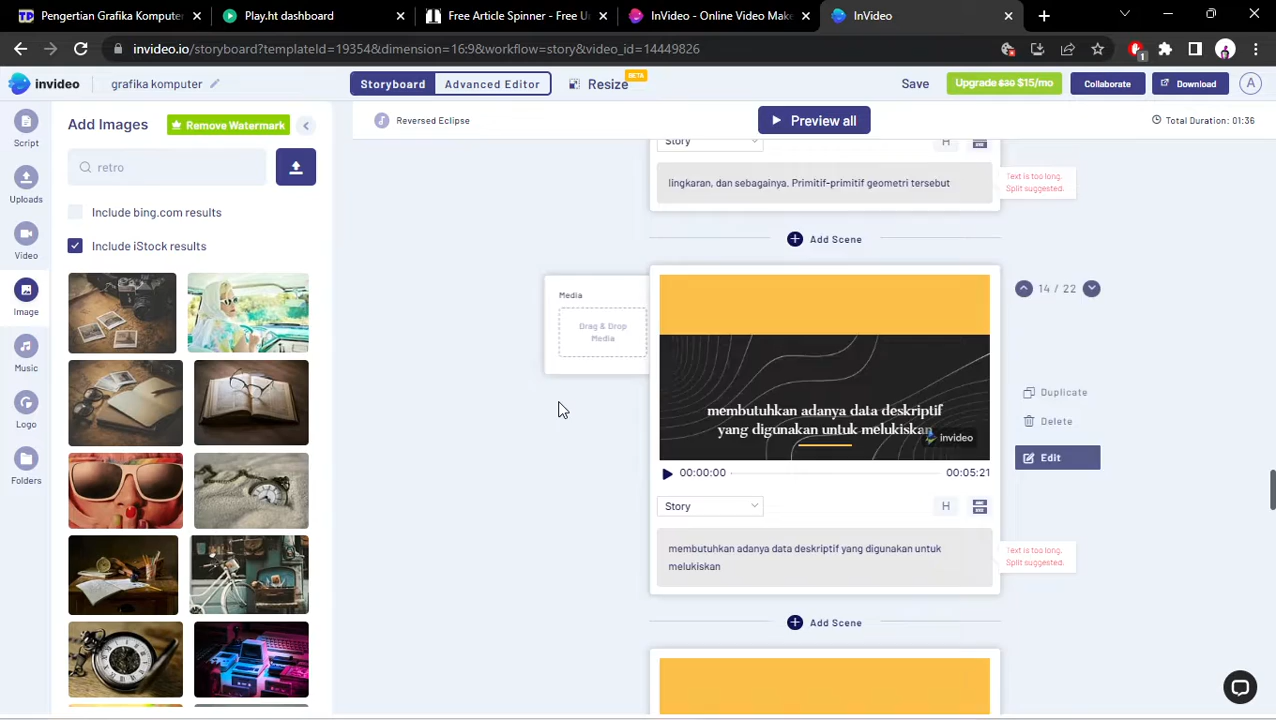 Pengantar Grafika Komputer
Play.ht dashboard
Free Article Spinner - Free U
InVideo - Online Video Make
InVideo
invideo.io/storyboard?templateId=19354&dimension=16:9&workflow=story&video_id=14449826
1
invideo
grafika komputer
Storyboard
Advanced Editor
Resize
BETA
Save
Upgrade $30 $15/mo
Collaborate
Download
A
Script
Uploads
Video
Image
Music
Logo
Folders
Add Images
Remove Watermark
retro
Include bing.com results
Include iStock results
Reversed Eclipse
Preview all
Total Duration: 01:36
Story
H
lingkaran, dan sebagainya. Primitif-primitif geometri tersebut
Text is too long.
Split suggested.
Add Scene
Media
Drag & Drop
Media
14 / 22
membutuhkan adanya data deskriptif
yang digunakan untuk melukiskan
invideo
Duplicate
Delete
Edit
00:00:00
00:05:21
Story
H
membutuhkan adanya data deskriptif yang digunakan untuk
melukiskan
Text is too long.
Split suggested.
Add Scene